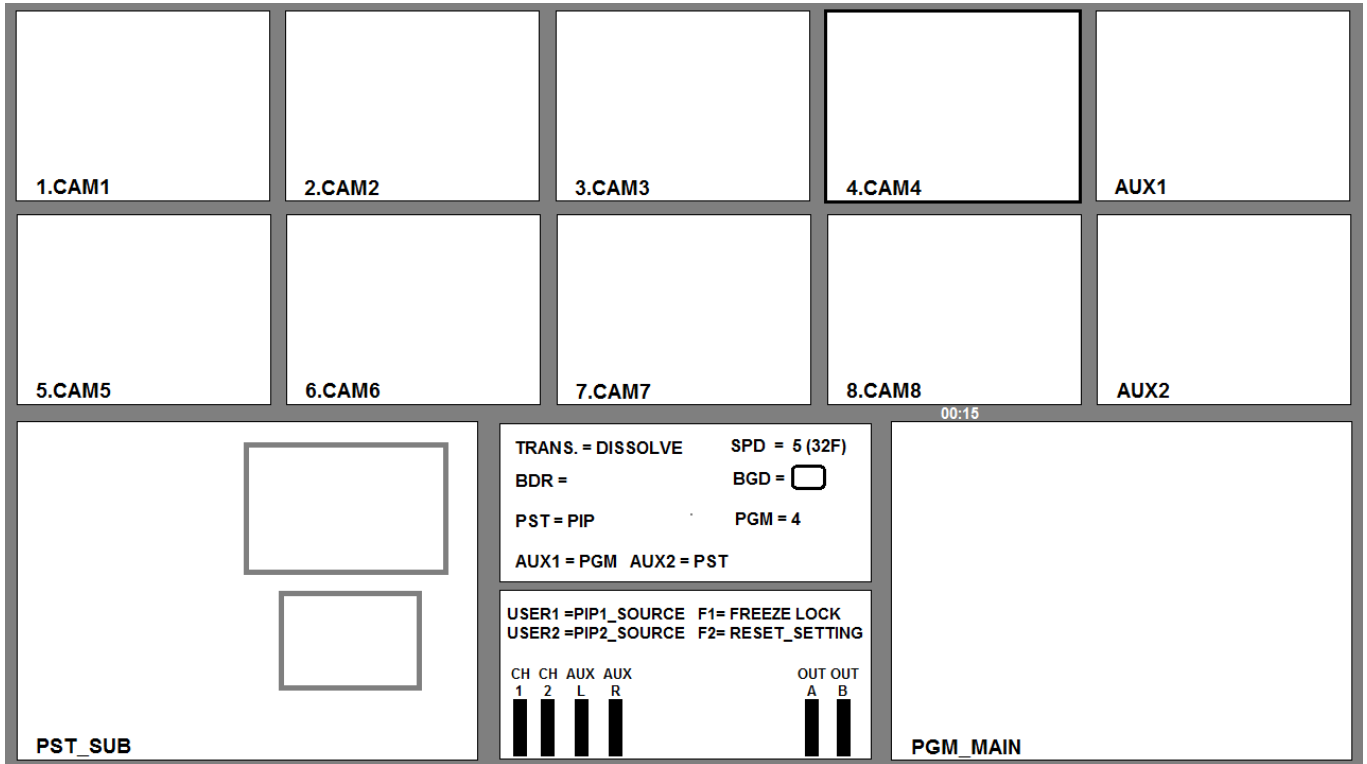 1.CAM1
2.CAM2
3.CAM3
4.CAM4
AUX1
5.CAM5
6.CAM6
7.CAM7
8.CAM8
AUX2
00:15
TRANS. = DISSOLVE SPD = 5 (32F)
BDR = BGD =
PST = PIP PGM = 4
AUX1 = PGM AUX2 = PST
USER1 =PIP1_SOURCE F1= FREEZE LOCK
USER2 =PIP2_SOURCE F2= RESET_SETTING
CH CH AUX AUX OUT OUT
1 2 L R A B
PST_SUB
PGM_MAIN